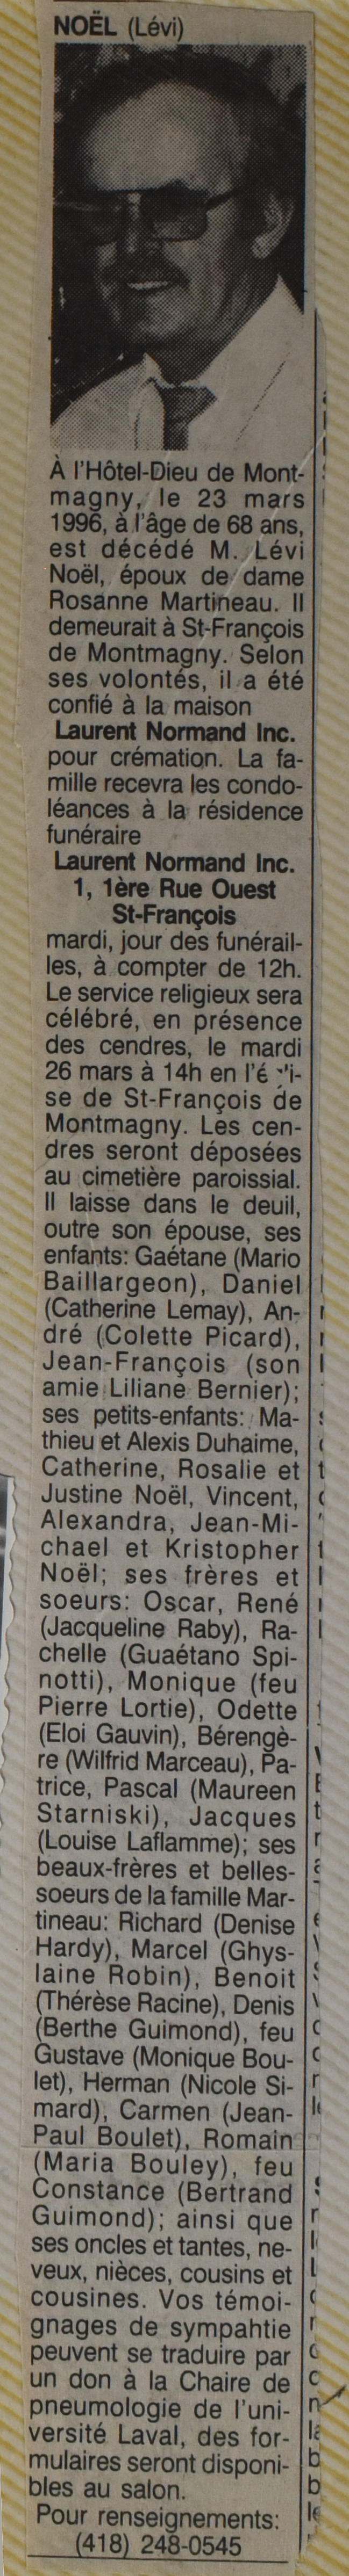 NOËL (Lévi)
À l'Hôtel-Dieu de Mont-
magny, le 23 mars
1996, à l'âge de 68 ans,
est décédé M. Lévi
Noël, époux de dame
Rosanne Martineau. Il
demeurait à St-François
de Montmagny. Selon
ses volontés, il a été
confié à la maison
Laurent Normand Inc.
pour crémation. La fa-
mille recevra les condo-
léances à la résidence
funéraire
Laurent Normand Inc.
1, 1ère Rue Ouest
St-François
mardi, jour des funérail-
les, à compter de 12h.
Le service religieux sera
célébré, en présence
des cendres, le mardi
26 mars à 14h en
se de St-François de
Montmagny. Les cen-
dres seront déposées
au cimetière paroissial.
Il laisse dans le deuil,
outre son épouse, ses
enfants: Gaétane (Mario
Baillargeon), Daniel
(Catherine Lemay), An-
dré (Colette Picard),
Jean-François (son
amie Liliane Bernier);
ses petits-enfants: Ma-
thieu et Alexis Duhaime,
Catherine, Rosalie et
Justine Noël, Vincent,
Alexandra, Jean-Mi-
chael et Kristopher
Noël; ses frères et
soeurs: Oscar, René
(Jacqueline Raby), Ra-
chelle (Guaétano Spi-
notti), Monique (feu
Pierre Lortie), Odette
(Eloi Gauvin), Bérengè-
re (Wilfrid Marceau), Pa-
trice, Pascal (Maureen
Starniski), Jacques
(Louise Laflamme); ses
beaux-frères et belles-
soeurs de la famille Mar-
tineau: Richard (Denise
Hardy), Marcel (Ghys-
laine Robin), Benoit
(Thérèse Racine), Denis
(Berthe Guimond), feu
Gustave (Monique Bou-
let), Herman (Nicole Si-
mard), Carmen (Jean-
Paul Boulet), Romain
(Maria Bouley), feu
Constance (Bertrand
Guimond); ainsi que
ses oncles et tantes, ne-
veux, nièces, cousins et
cousines. Vos témoi-
gnages de sympahtie
peuvent se traduire par
un don à la Chaire de
pneumologie de l'uni-
versité Laval, des for-
mulaires seront disponi-
bles au salon.
Pour renseignements:
(418) 248-0545